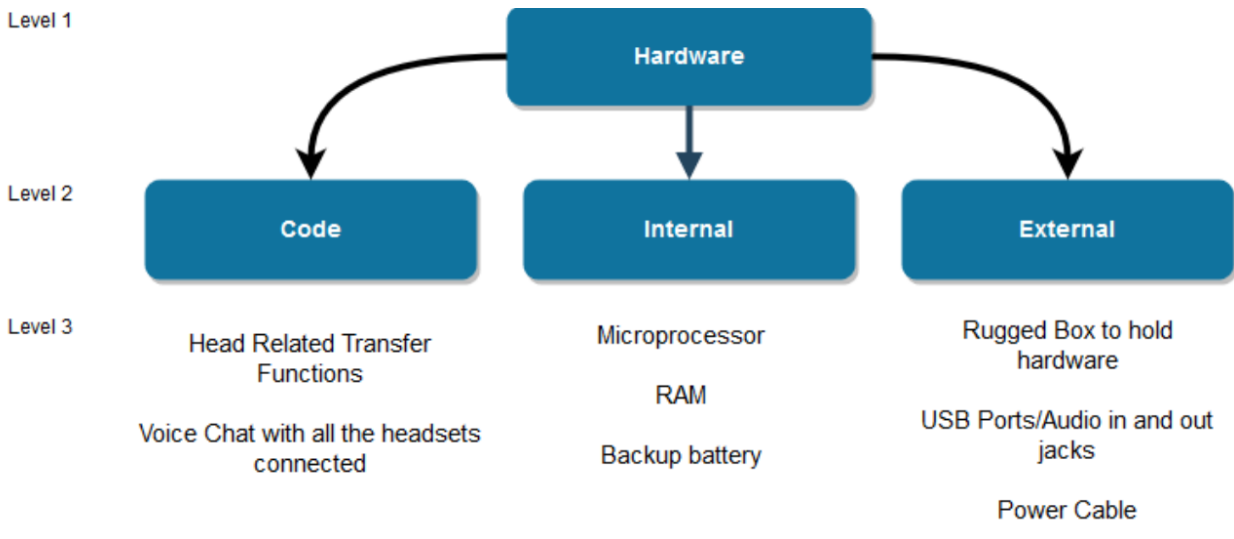 Level 1
Hardware
Level 2
Code
Internal
External
Level 3
Head Related Transfer
Functions
Voice Chat with all the headsets
connected
Microprocessor
RAM
Backup battery
Rugged Box to hold
hardware
USB Ports/Audio in and out
jacks
Power Cable